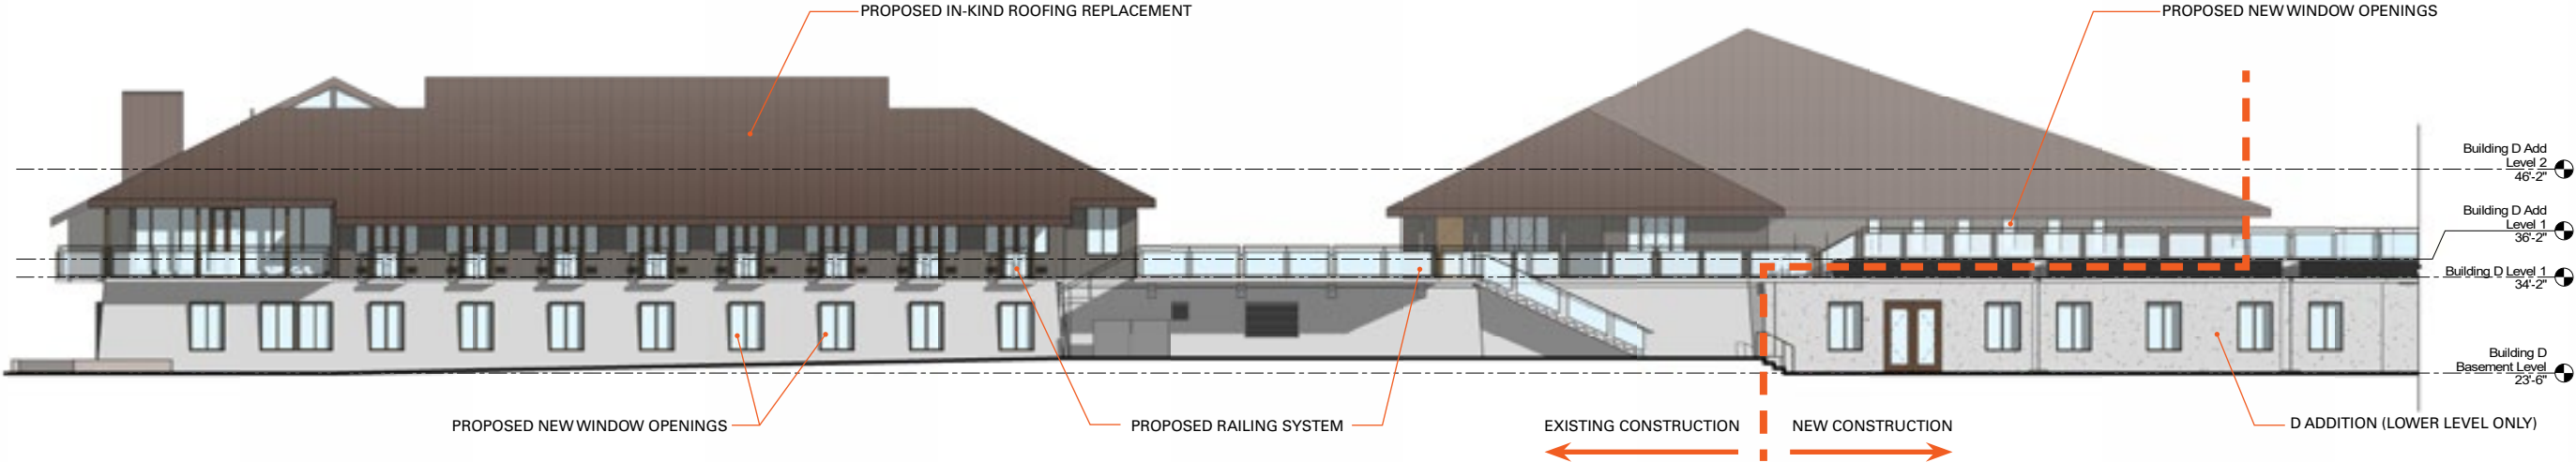 PROPOSED IN-KIND ROOFING REPLACEMENT
PROPOSED NEW WINDOW OPENINGS
Building D Add
Level 2
46'-2"
Building D Add
Level 1
36'-2"
Building D Level 1
34'-2"
Building D
Basement Level
23'-6"
PROPOSED NEW WINDOW OPENINGS
PROPOSED RAILING SYSTEM
EXISTING CONSTRUCTION
NEW CONSTRUCTION
D ADDITION (LOWER LEVEL ONLY)